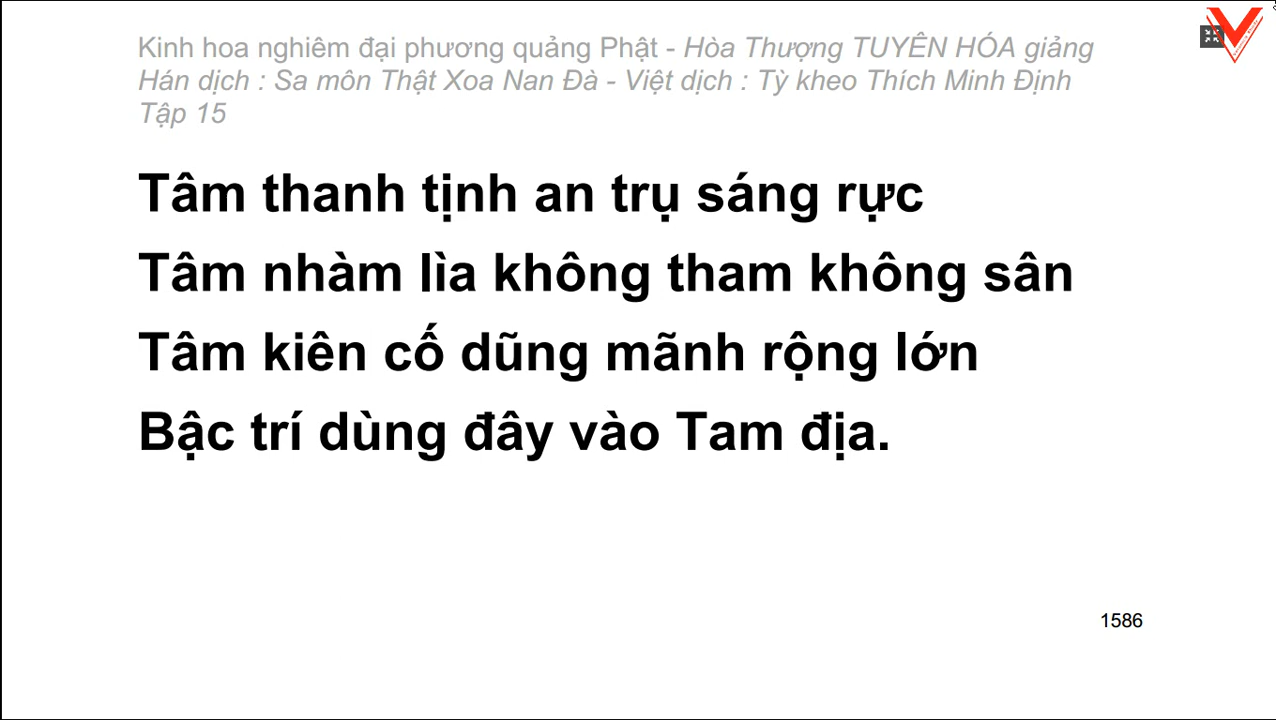 Kinh hoa nghiêm đại phương quảng Phật - Hòa Thượng TUYÊN HÓA giảng
Hán dịch : Sa môn Thật Xoa Nan Đà - Việt dịch : Tỳ kheo Thích Minh Định
Tập 15
Tâm thanh tịnh an trụ sáng rực
Tâm nhàm lìa không tham không sân
Tâm kiên cố dũng mãnh rộng lớn
Bậc trí dùng đây vào Tam địa.
1586